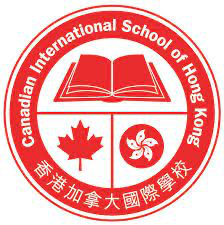 Canadian International School of Hong Kong
香港加拿大國際學校